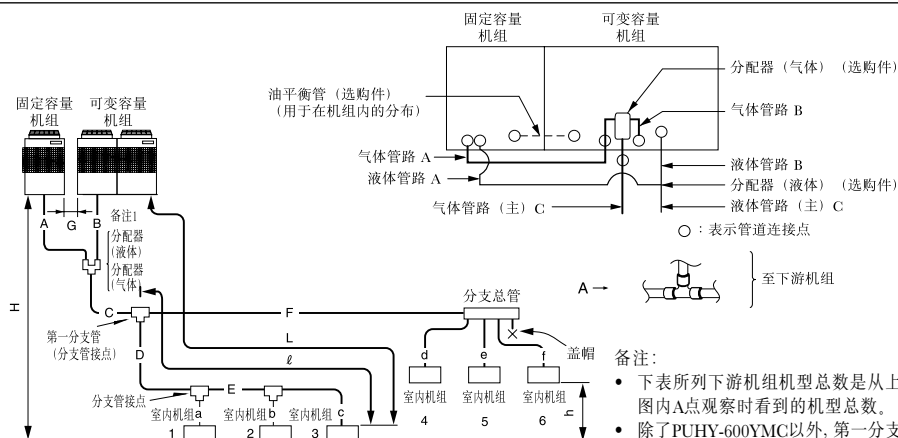 固定容量
机组
可变容量
机组
油平衡管（选购件）
（用于在机组内的分布）
分配器（气体）（选购件）
气体管路 B
气体管路 A
液体管路 A
液体管路 B
分配器（液体）（选购件）
气体管路（主）C
液体管路（主）C
○：表示管道连接点
A →
至下游机组
固定容量
机组
可变容量
机组
A
G
B
备注1
分配器
（液体）
分配器
（气体）
H
C
第一分支管
（分支管接点）
F
分支总管
D
L
ℓ
d
e
f
盖帽
室内机组
4
室内机组
5
室内机组
6
h
分支管接点
E
室内机组a
1
室内机组b
2
室内机组c
3
备注：
• 下表所列下游机组机型总数是从上
图内A点观察时看到的机型总数。
• 除了PUHY-600YMC以外，第一分支